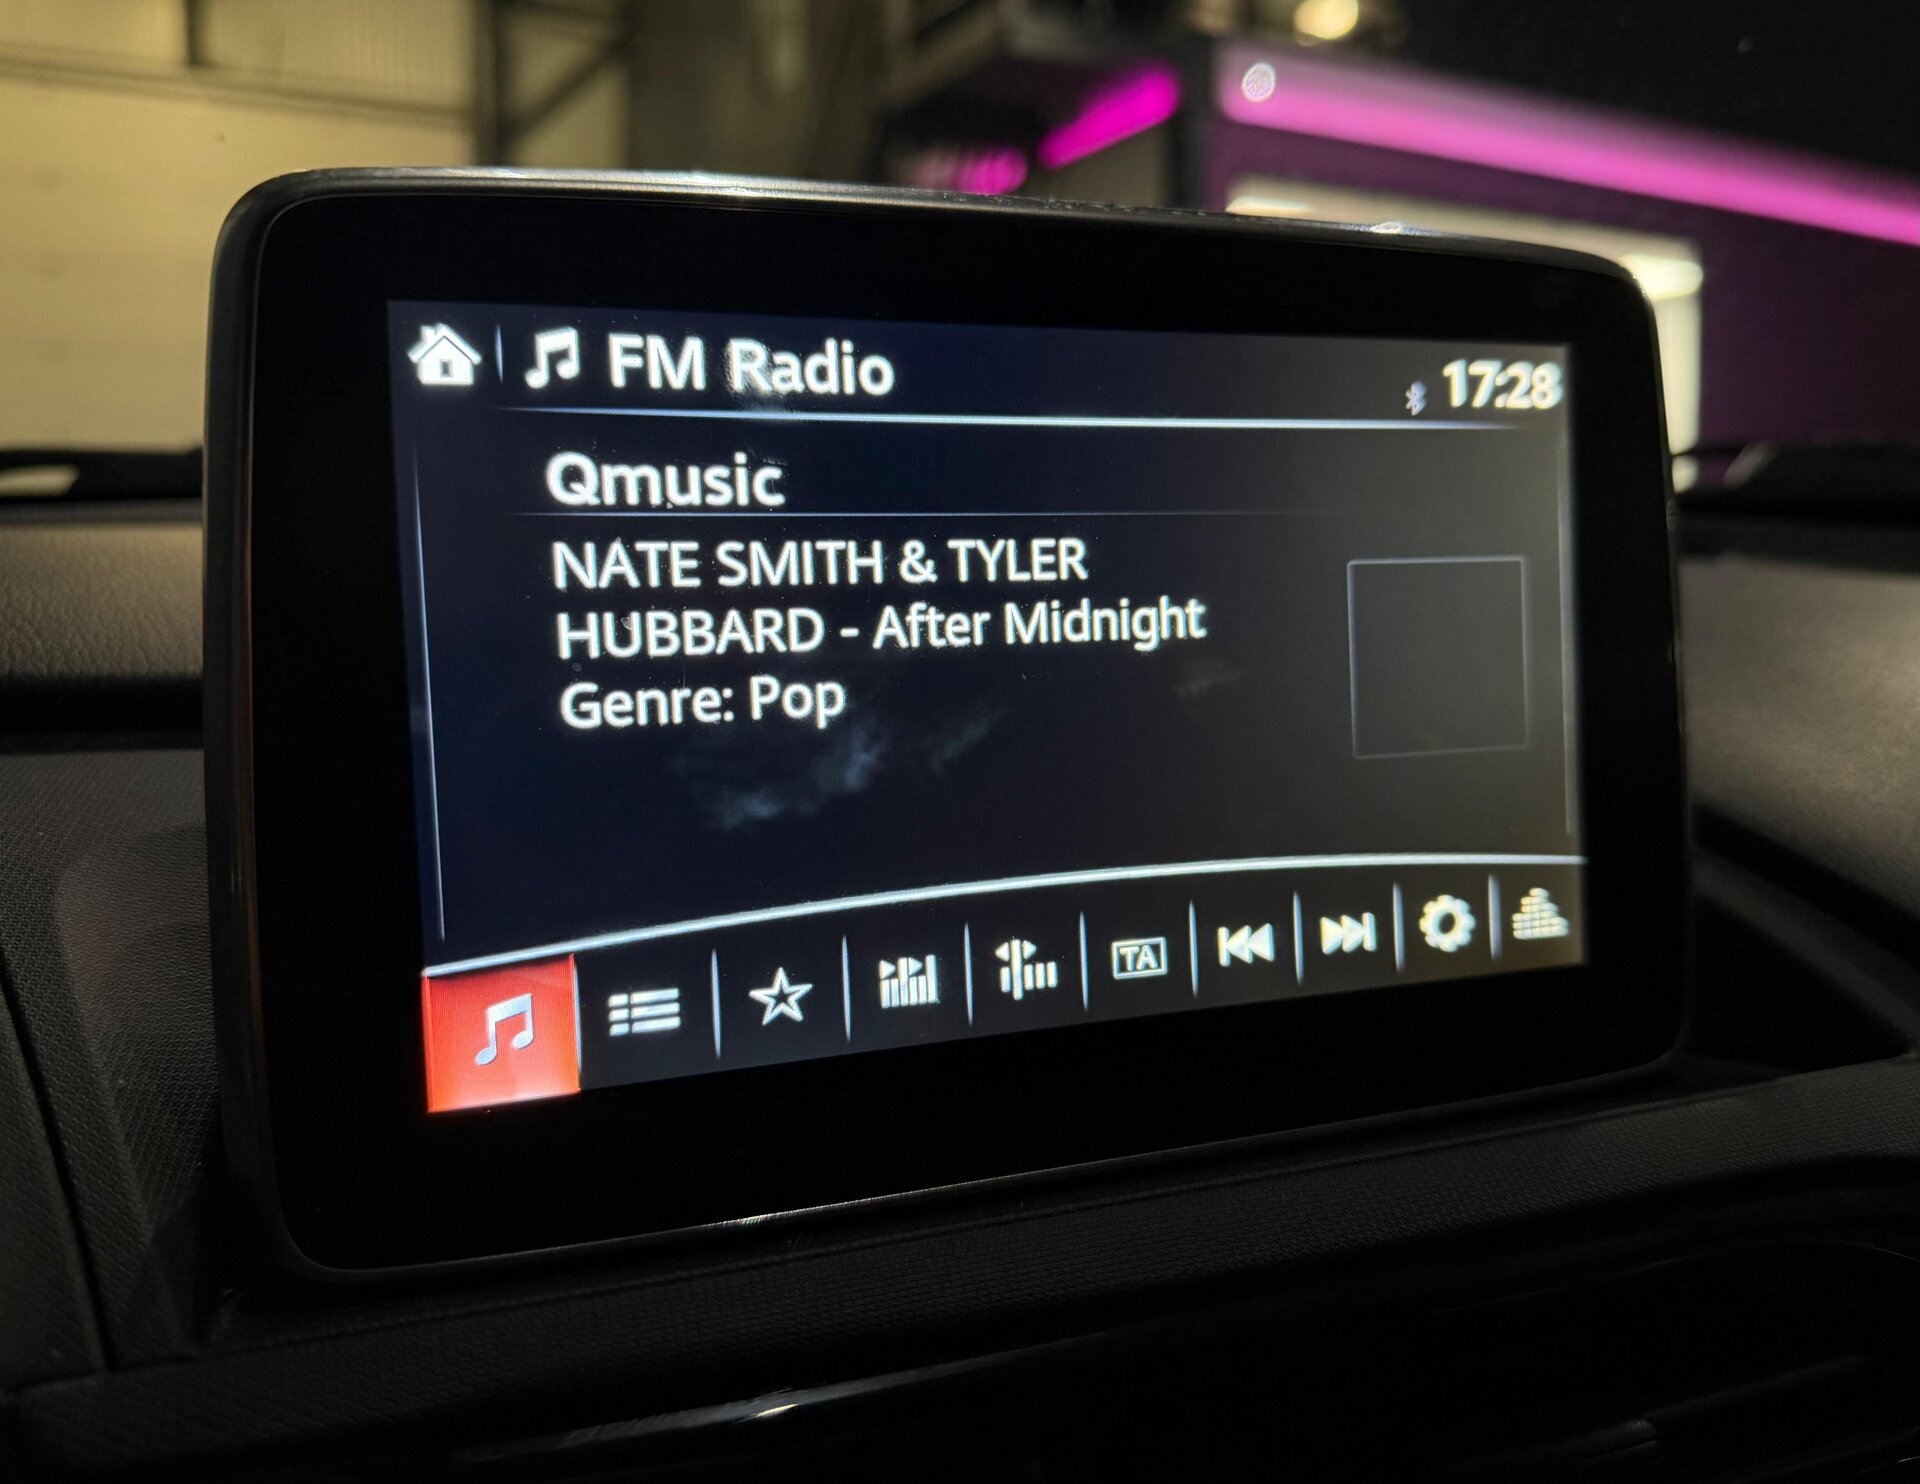 FM Radio
17:28
Qmusic
NATE SMITH & TYLER
HUBBARD - After Midnight
Genre: Pop
TA